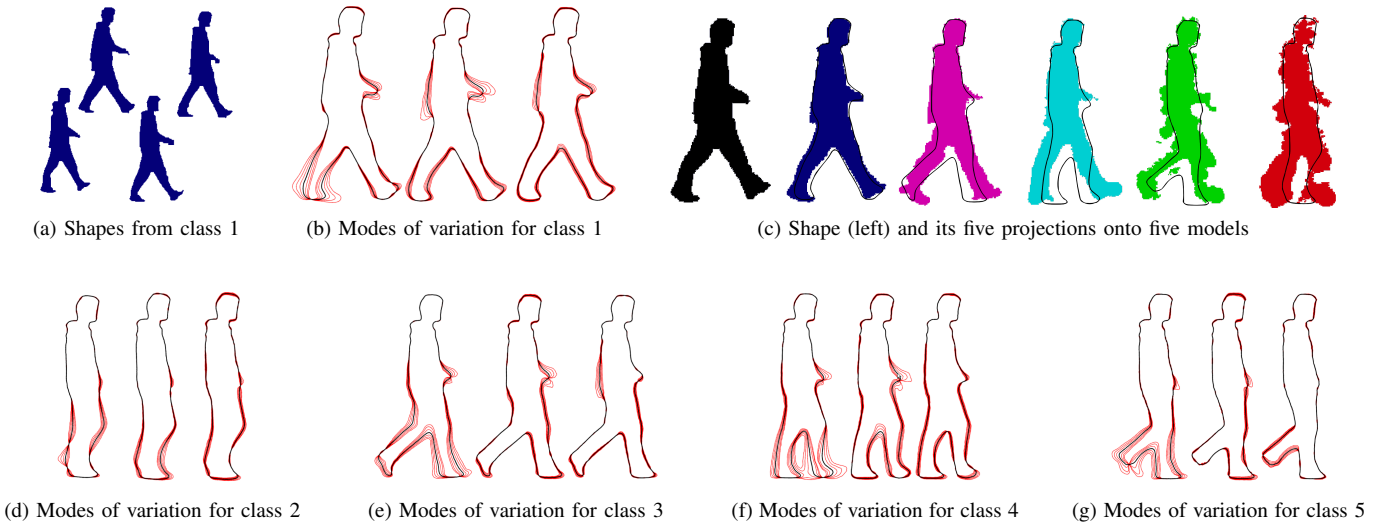 (a) Shapes from class 1
(b) Modes of variation for class 1
(c) Shape (left) and its five projections onto five models
(d) Modes of variation for class 2
(e) Modes of variation for class 3
(f) Modes of variation for class 4
(g) Modes of variation for class 5